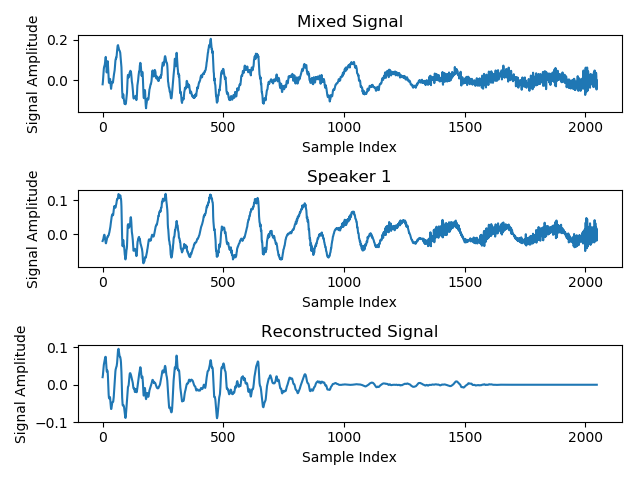 Mixed Signal
Signal Amplitude
0.2
0.0
0 500 1000 1500 2000
Sample Index
Speaker 1
Signal Amplitude
0.1
0.0
0 500 1000 1500 2000
Sample Index
Reconstructed Signal
Signal Amplitude
0.1
0.0
−0.1
0 500 1000 1500 2000
Sample Index